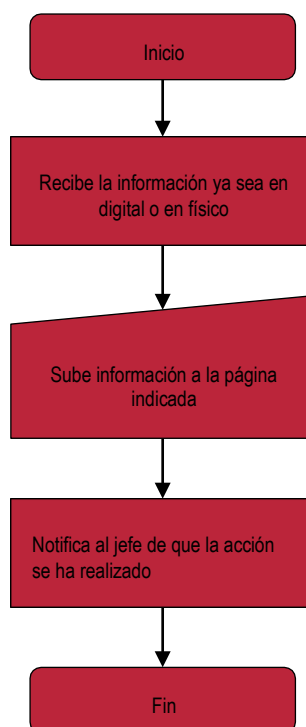 Inicio
Recibe la información ya sea en
digital o en físico
Sube información a la página
indicada
Notifica al jefe de que la acción
se ha realizado
Fin